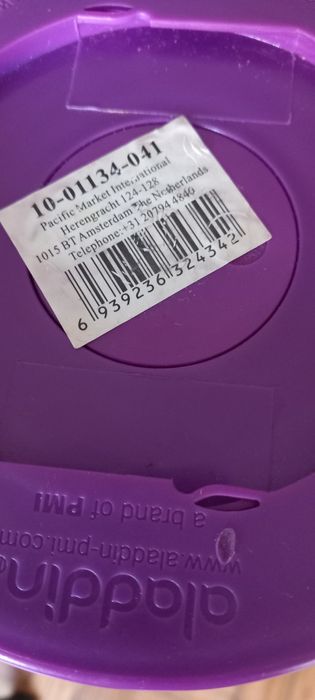 10-01134-041
Pacific Market International
Herengracht 124-128
1015 BT Amsterdam The Netherlands
Telephone:+31 20794 4840
6 939236 324342
aladdin®
www.aladdin-pmi.com
a brand of PMI